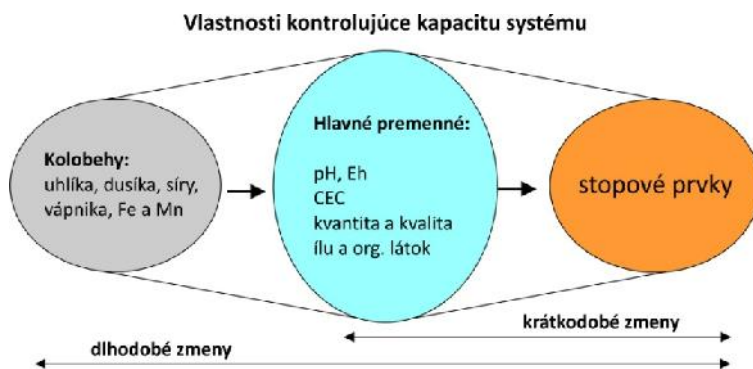 Vlastnosti kontrolujúce kapacitu systému
Kolobehy:
uhlíka, dusíka, síry,
vápnika, Fe a Mn
Hlavné premenné:
pH, Eh
CEC
kvantita a kvalita
ílu a org. látok
stopové prvky
krátkodobé zmeny
dlhodobé zmeny